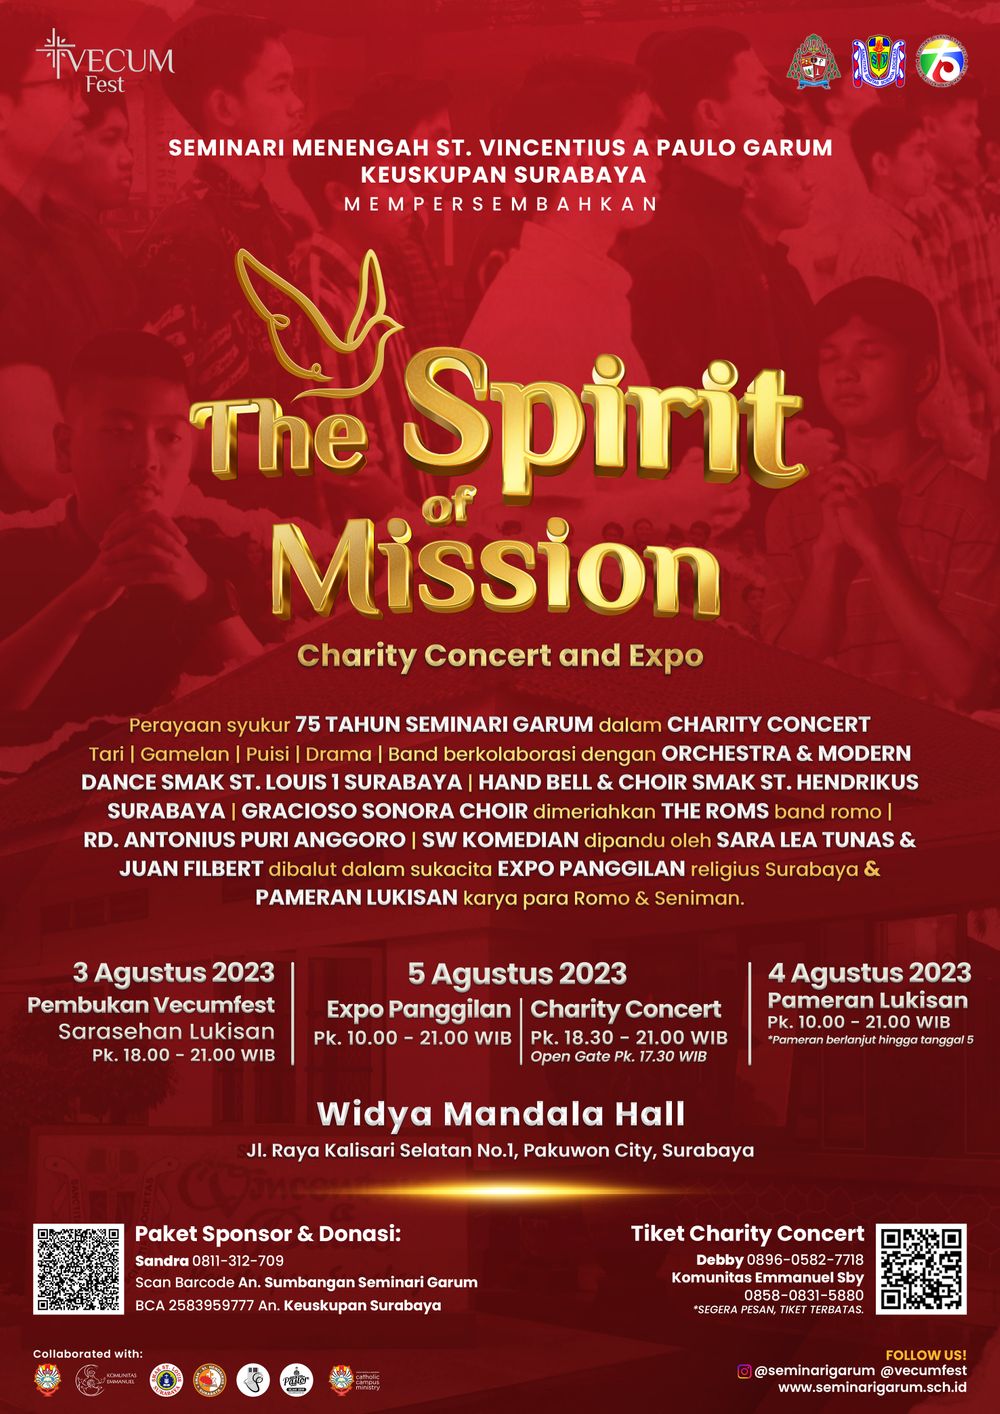 VECUM
Fest
75
SEMINARI MENENGAH ST. VINCENTIUS A PAULO GARUM
KEUSKUPAN SURABAYA
MEMPERSEMBAHKAN
The Spirit
of
Mission
Charity Concert and Expo
Perayaan syukur 75 TAHUN SEMINARI GARUM dalam CHARITY CONCERT
Tari | Gamelan | Puisi | Drama | Band berkolaborasi dengan ORCHESTRA & MODERN
DANCE SMAK ST. LOUIS 1 SURABAYA | HAND BELL & CHOIR SMAK ST. HENDRIKUS
SURABAYA | GRACIOSO SONORA CHOIR dimeriahkan THE ROMS band romo |
RD. ANTONIUS PURI ANGGORO | SW KOMEDIAN dipandu oleh SARA LEA TUNAS &
JUAN FILBERT dibalut dalam sukacita EXPO PANGGILAN religius Surabaya &
PAMERAN LUKISAN karya para Romo & Seniman.
3 Agustus 2023
Pembukan Vecumfest
Sarasehan Lukisan
Pk. 18.00 - 21.00 WIB
5 Agustus 2023
Expo Panggilan
Pk. 10.00 - 21.00 WIB
Charity Concert
Pk. 18.30 - 21.00 WIB
Open Gate Pk. 17.30 WIB
4 Agustus 2023
Pameran Lukisan
Pk. 10.00 - 21.00 WIB
*Pameran berlanjut hingga tanggal 5
Widya Mandala Hall
Jl. Raya Kalisari Selatan No.1, Pakuwon City, Surabaya
Paket Sponsor & Donasi:
Sandra 0811-312-709
Scan Barcode An. Sumbangan Seminari Garum
BCA 2583959777 An. Keuskupan Surabaya
Tiket Charity Concert
Debby 0896-0582-7718
Komunitas Emmanuel Sby
0858-0831-5880
*SEGERA PESAN, TIKET TERBATAS.
Collaborated with:
KOMUNITAS
EMMANUEL
catholic
campus
ministry
FOLLOW US!
@seminarigarum @vecumfest
www.seminarigarum.sch.id